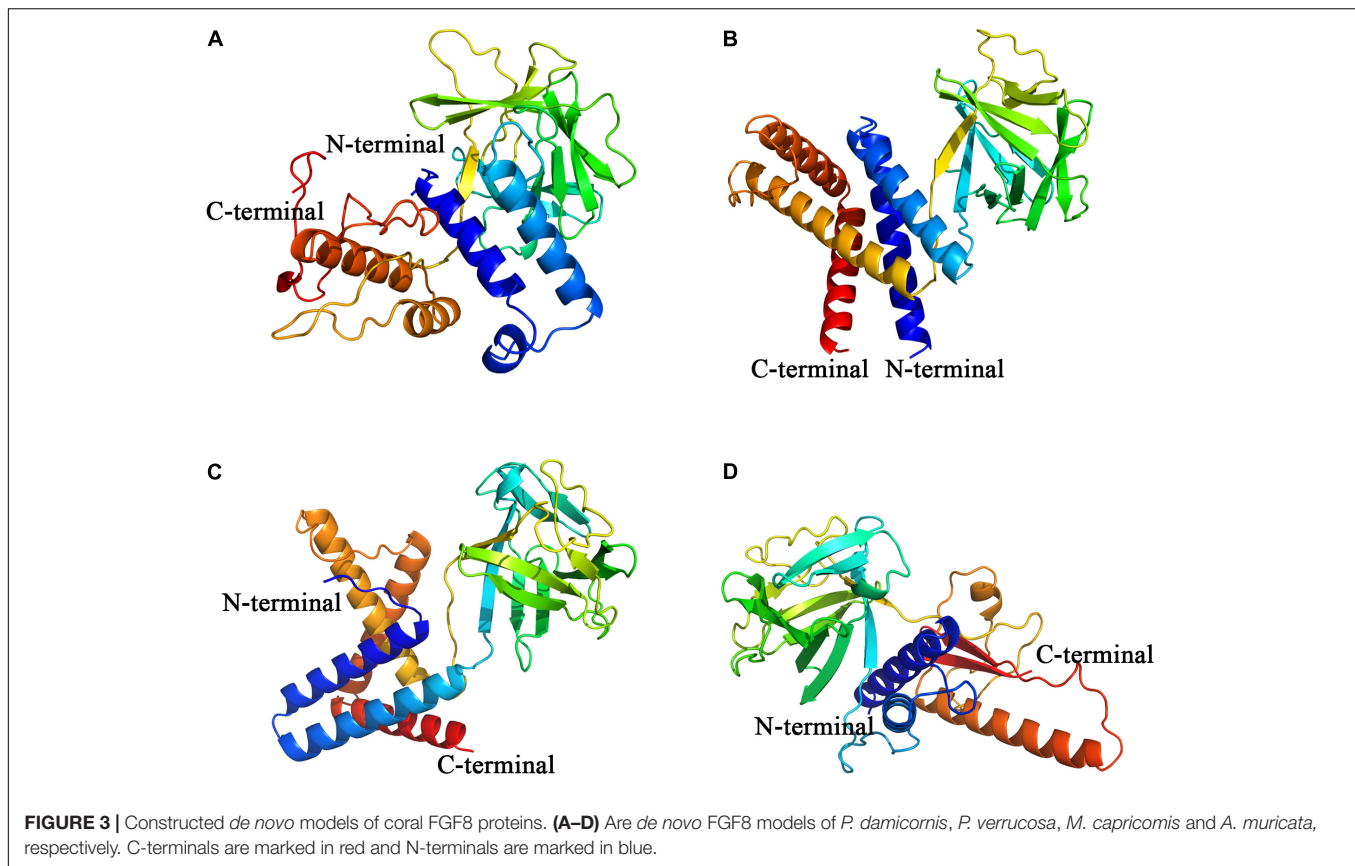 A
N-terminal
C-terminal
B
C-terminal
N-terminal
C
N-terminal
C-terminal
D
C-terminal
N-terminal
FIGURE 3 | Constructed de novo models of coral FGF8 proteins. (A–D) Are de novo FGF8 models of P. damicornis, P. verrucosa, M. capricomis and A. muricata,
respectively. C-terminals are marked in red and N-terminals are marked in blue.